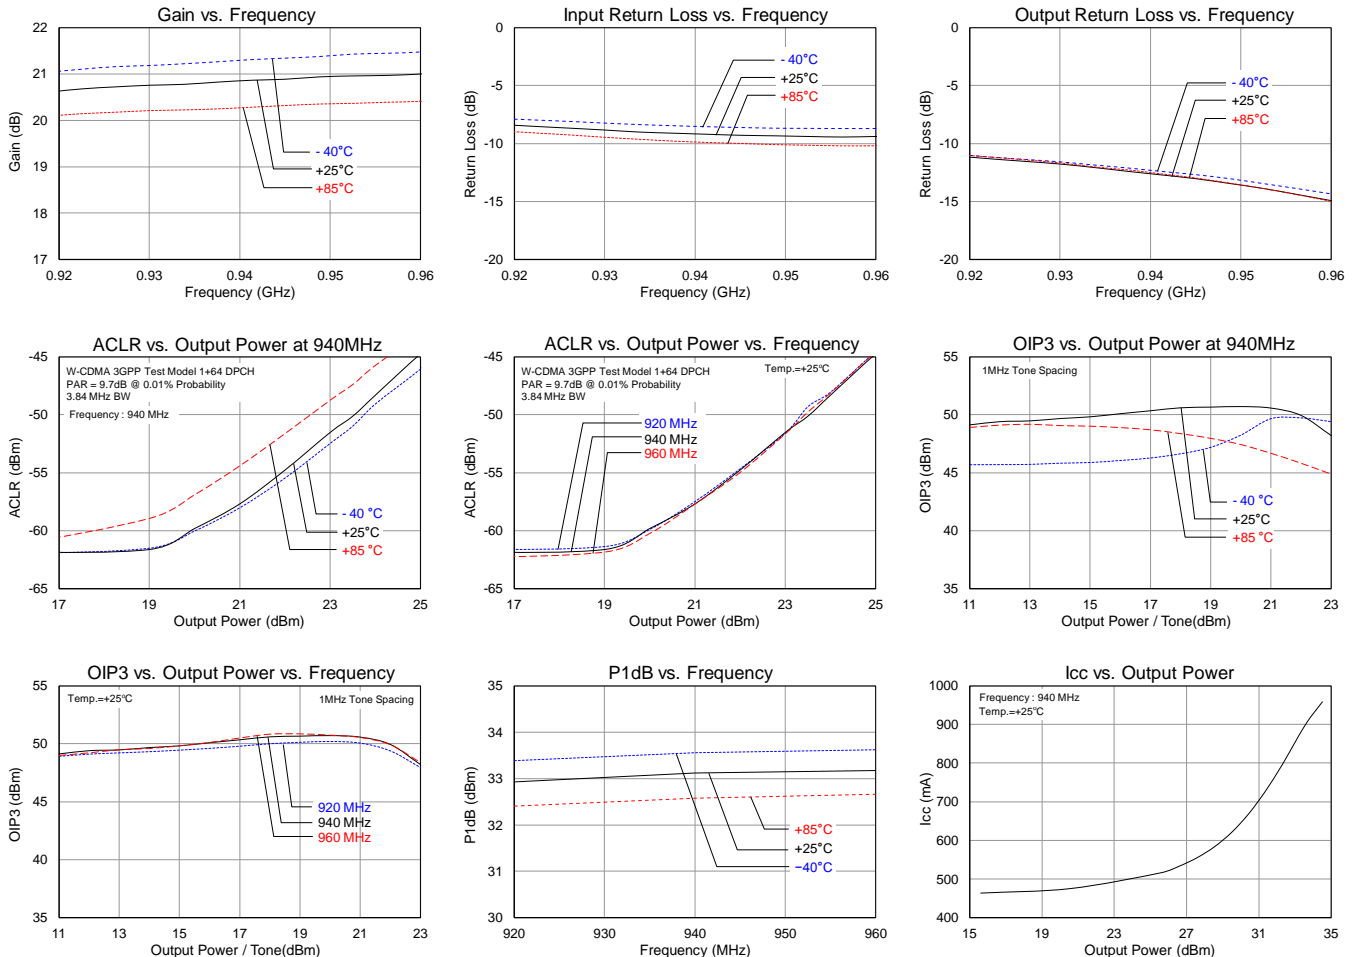 Gain vs. Frequency
22
21
20
19
18
17
Gain (dB)
- 40°C
+25°C
+85°C
0.92
0.93
0.94
0.95
0.96
Frequency (GHz)
Input Return Loss vs. Frequency
0
-5
-10
-15
-20
Return Loss (dB)
- 40°C
+25°C
+85°C
0.92
0.93
0.94
0.95
0.96
Frequency (GHz)
Output Return Loss vs. Frequency
0
-5
-10
-15
-20
Return Loss (dB)
- 40°C
+25°C
+85°C
0.92
0.93
0.94
0.95
0.96
Frequency (GHz)
ACLR vs. Output Power at 940MHz
-45
-50
-55
-60
-65
ACLR (dBm)
W-CDMA 3GPP Test Model 1+64 DPCH
PAR = 9.7dB @ 0.01% Probability
3.84 MHz BW
Frequency : 940 MHz
- 40 °C
+25°C
+85 °C
17
19
21
23
25
Output Power (dBm)
ACLR vs. Output Power vs. Frequency
-45
-50
-55
-60
-65
ACLR (dBm)
W-CDMA 3GPP Test Model 1+64 DPCH
PAR = 9.7dB @ 0.01% Probability
3.84 MHz BW
Temp.=+25°C
920 MHz
940 MHz
960 MHz
17
19
21
23
25
Output Power (dBm)
OIP3 vs. Output Power at 940MHz
55
50
45
40
35
OIP3 (dBm)
1MHz Tone Spacing
- 40 °C
+25°C
+85 °C
11
13
15
17
19
21
23
Output Power / Tone(dBm)
OIP3 vs. Output Power vs. Frequency
55
50
45
40
35
OIP3 (dBm)
Temp.=+25°C
1MHz Tone Spacing
920 MHz
940 MHz
960 MHz
11
13
15
17
19
21
23
Output Power / Tone(dBm)
P1dB vs. Frequency
35
34
33
32
31
30
P1dB (dBm)
+85°C
+25°C
−40°C
920
930
940
950
960
Frequency (MHz)
Icc vs. Output Power
1000
900
800
700
600
500
400
Icc (mA)
Frequency : 940 MHz
Temp.=+25°C
15
19
23
27
31
35
Output Power (dBm)